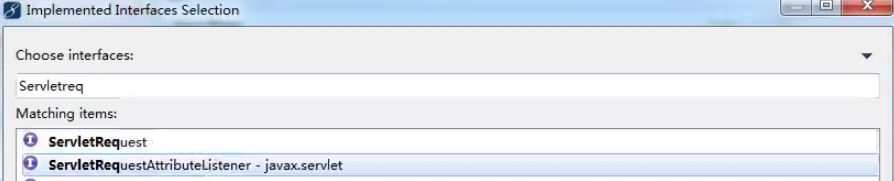 Implemented Interfaces Selection
Choose interfaces:
Servletreq
Matching items:
ServletRequest
ServletRequestAttributeListener - javax.servlet